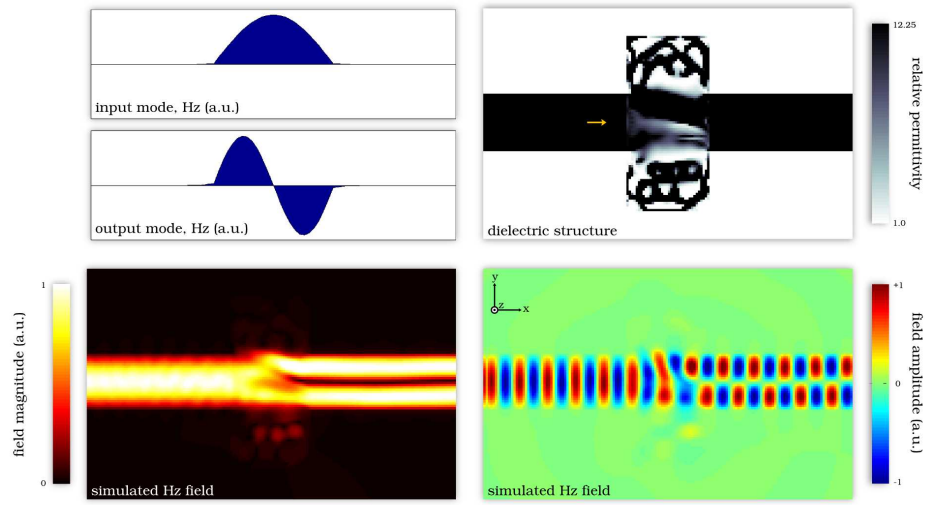 input mode, Hz (a.u.)
output mode, Hz (a.u.)
dielectric structure
12.25
relative permittivity
1.0
field magnitude (a.u.)
1
0
simulated Hz field
y
z
x
simulated Hz field
+1
0
-1
field amplitude (a.u.)